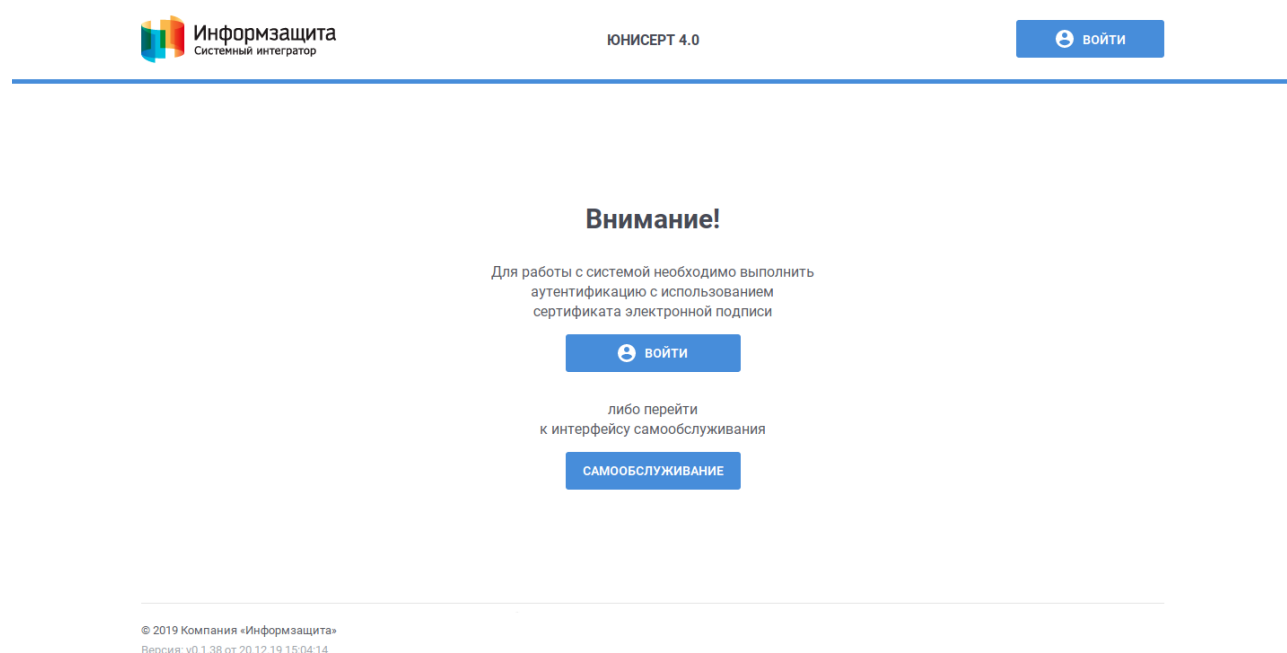 Информзащита
Системный интегратор
ЮНИСЕРТ 4.0
ВОЙТИ
Внимание!
Для работы с системой необходимо выполнить
аутентификацию с использованием
сертификата электронной подписи
ВОЙТИ
либо перейти
к интерфейсу самообслуживания
САМООБСЛУЖИВАНИЕ
© 2019 Компания «Информзащита»
Версия: v0.1.38 от 20.12.19 15:04:14